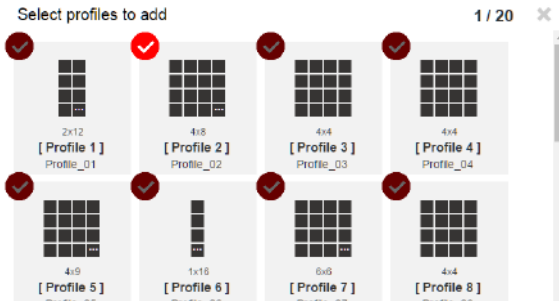 Select profiles to add 1 / 20
2x12 4x8 4x4 4x4
[ Profile 1 ] [ Profile 2 ] [ Profile 3 ] [ Profile 4 ]
Profile_01 Profile_02 Profile_03 Profile_04
4x9 1x16 6x6 4x4
[ Profile 5 ] [ Profile 6 ] [ Profile 7 ] [ Profile 8 ]